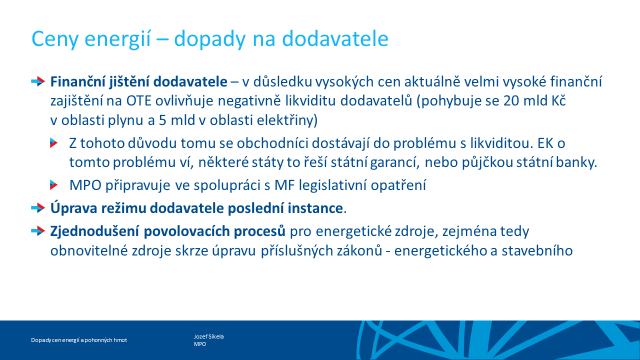 Ceny energií – dopady na dodavatele
Finanční jištění dodavatele – v důsledku vysokých cen aktuálně velmi vysoké finanční
zajištění na OTE ovlivňuje negativně likviditu dodavatelů (pohybuje se 20 mld Kč
v oblasti plynu a 5 mld v oblasti elektřiny)
Z tohoto důvodu tomu se obchodníci dostávají do problému s likviditou. EK o
tomto problému ví, některé státy to řeší státní garancí, nebo půjčkou státní banky.
MPO připravuje ve spolupráci s MF legislativní opatření
Úprava režimu dodavatele poslední instance.
Zjednodušení povolovacích procesů pro energetické zdroje, zejména tedy
obnovitelné zdroje skrze úpravu příslušných zákonů - energetického a stavebního
Dopady cen energií a pohonných hmot
Jozef Síkela
MPO